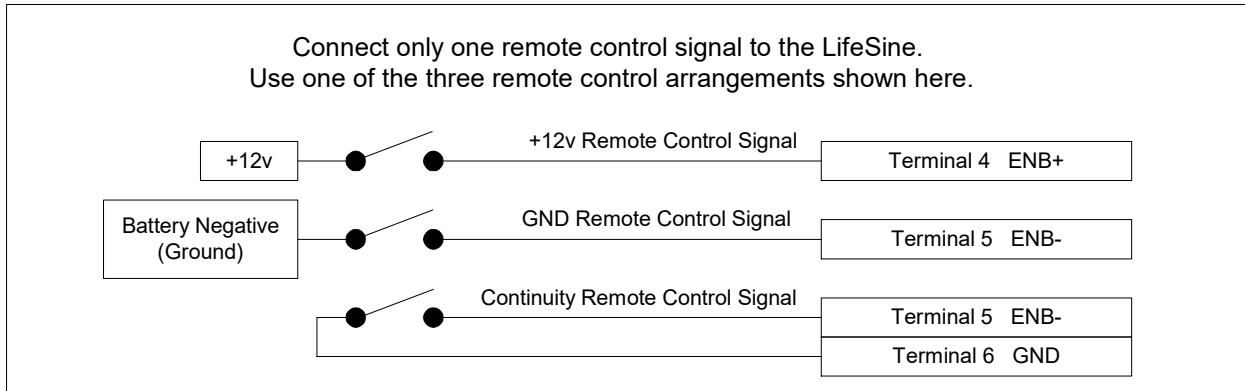 Connect only one remote control signal to the LifeSine.
Use one of the three remote control arrangements shown here.
+12v
+12v Remote Control Signal
Terminal 4 ENB+
Battery Negative
(Ground)
GND Remote Control Signal
Terminal 5 ENB-
Continuity Remote Control Signal
Terminal 5 ENB-
Terminal 6 GND